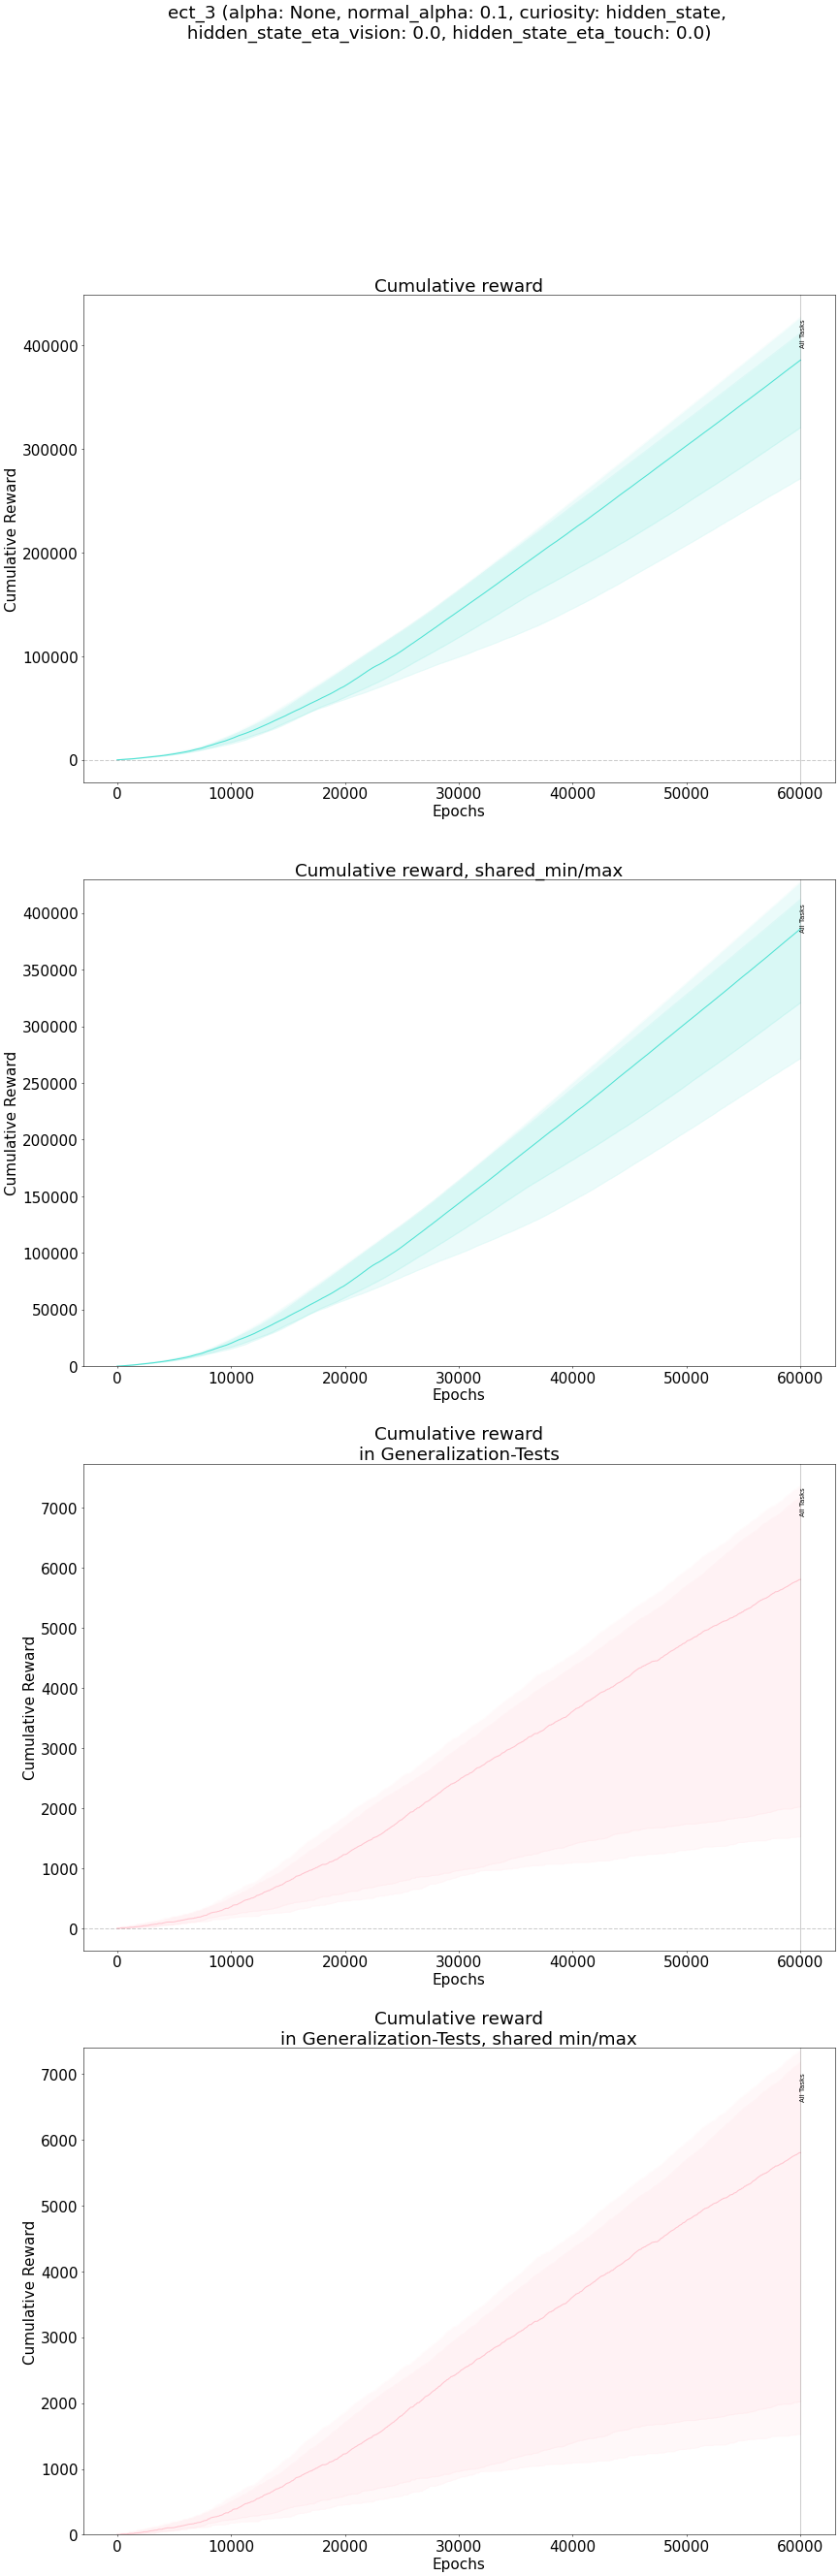 ect_3 (alpha: None, normal_alpha: 0.1, curiosity: hidden_state,
hidden_state_eta_vision: 0.0, hidden_state_eta_touch: 0.0)
Cumulative reward
400000
300000
200000
100000
0
Cumulative Reward
All Tasks
0 10000 20000 30000 40000 50000 60000
Epochs
Cumulative reward, shared_min/max
400000
350000
300000
250000
200000
150000
100000
50000
0
Cumulative Reward
All Tasks
0 10000 20000 30000 40000 50000 60000
Epochs
Cumulative reward
in Generalization-Tests
7000
6000
5000
4000
3000
2000
1000
0
Cumulative Reward
All Tasks
0 10000 20000 30000 40000 50000 60000
Epochs
Cumulative reward
in Generalization-Tests, shared min/max
7000
6000
5000
4000
3000
2000
1000
0
Cumulative Reward
All Tasks
0 10000 20000 30000 40000 50000 60000
Epochs